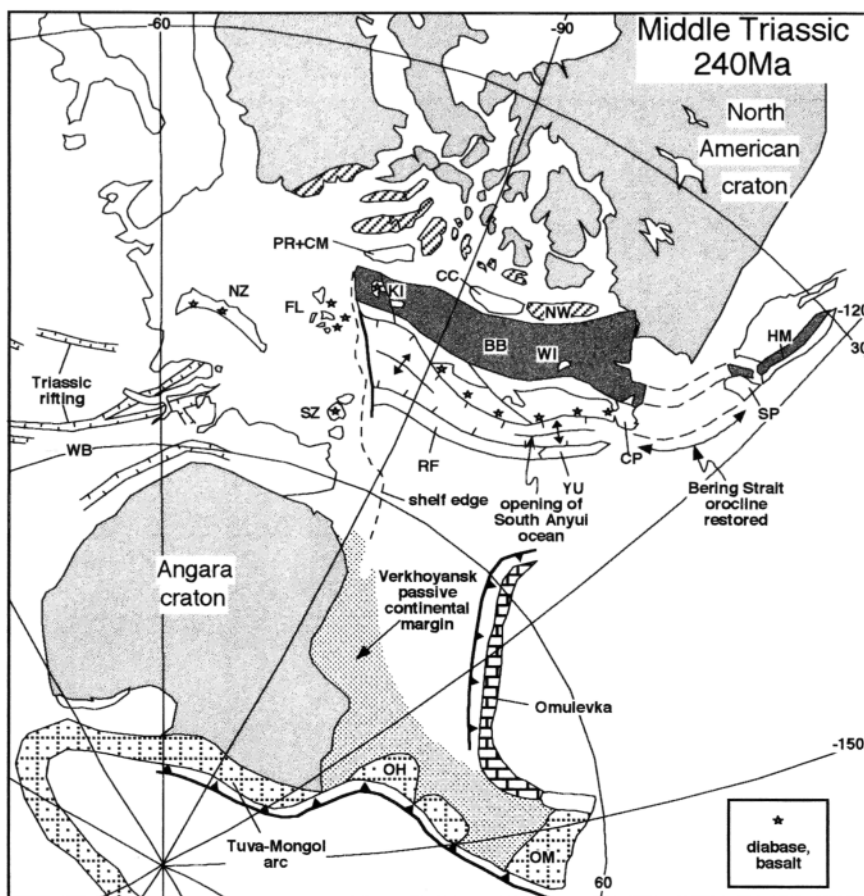 -60
-90
Middle Triassic
240Ma
North
American
craton
PR+CM
NZ
FL
KI
CC
NW
-120
30
HM
BB
WI
Triassic
rifting
SZ
SP
WB
RF
CP
YU
shelf edge
opening of
South Anyui
ocean
Bering Strait
orocline
restored
Angara
craton
Verkhoyansk
passive
continental
margin
Omulevka
-150
OH
Tuva-Mongol
arc
OM
60
diabase,
basalt